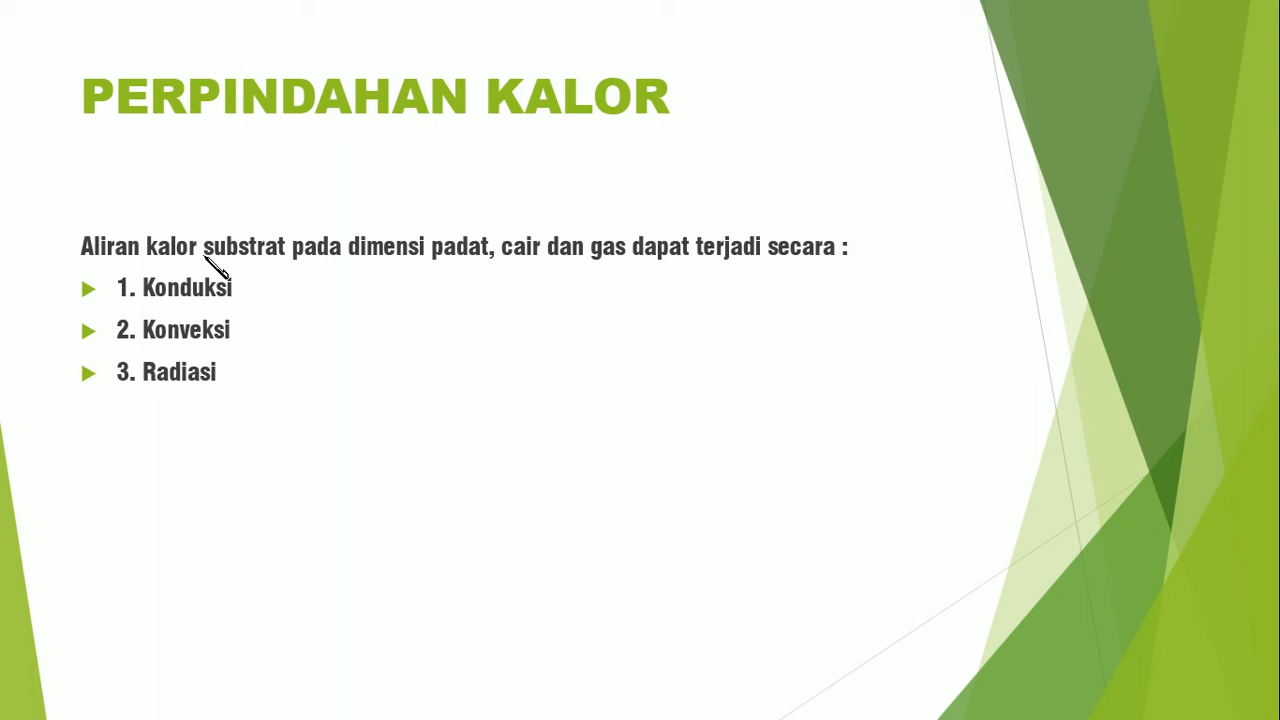 PERPINDAHAN KALOR
Aliran kalor substrat pada dimensi padat, cair dan gas dapat terjadi secara :
1. Konduksi
2. Konveksi
3. Radiasi